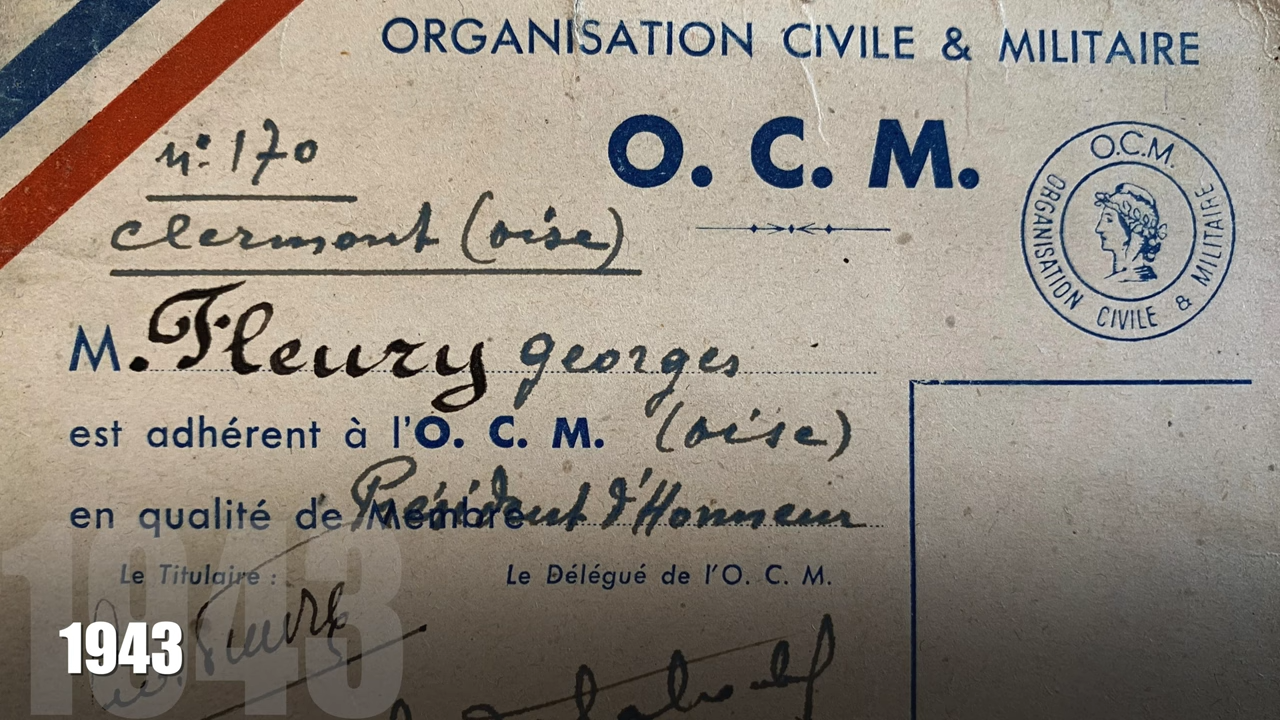 ORGANISATION CIVILE & MILITAIRE
O. C. M.
n° 170
Clermont (oise)
O.C.M.
ORGANISATION CIVILE & MILITAIRE
M. Fleury georges
est adhérent à l'O. C. M. (oise)
en qualité de Membre Président d'Honneur
Le Titulaire :
Le Délégué de l'O. C. M.
1943
1943